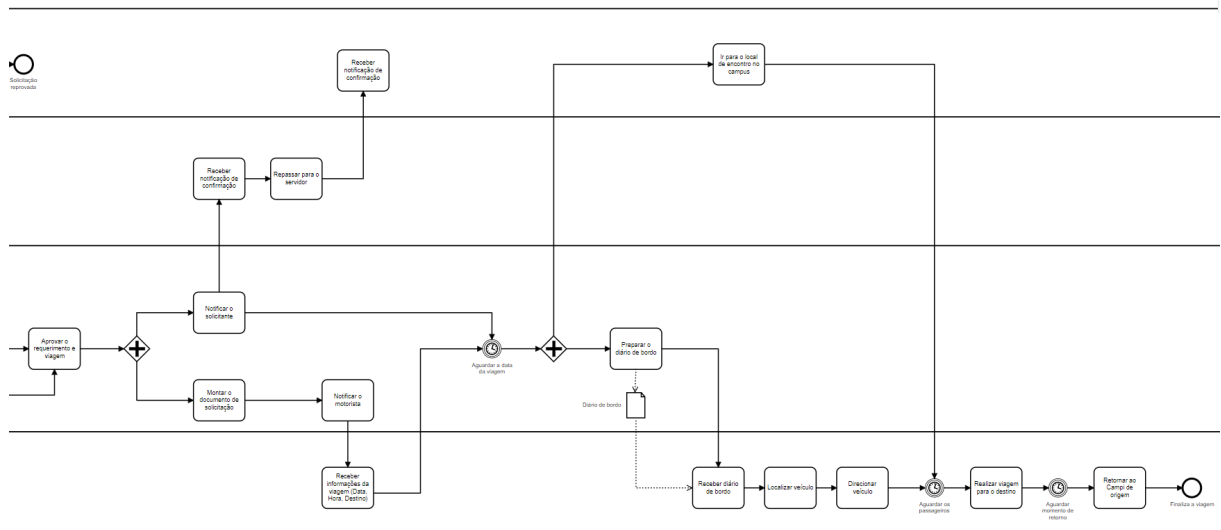 Solicitação
reprovada
Receber
notificação de
confirmação
Ir para o local
de encontro no
campus
Receber
notificação de
confirmação
Repassar para o
servidor
Notificar o
solicitante
Aprovar o
requerimento e
viagem
Aguardar a data
da viagem
Preparar o
diário de bordo
Montar o
documento de
solicitação
Notificar o
motorista
Diário de bordo
Receber
informações da
viagem (Data,
Hora, Destino)
Receber diário
de bordo
Localizar veículo
Direcionar
veículo
Aguardar os
passageiros
Realizar viagem
para o destino
Aguardar
momento de
retorno
Retornar ao
Campi de
origem
Finaliza a viagem